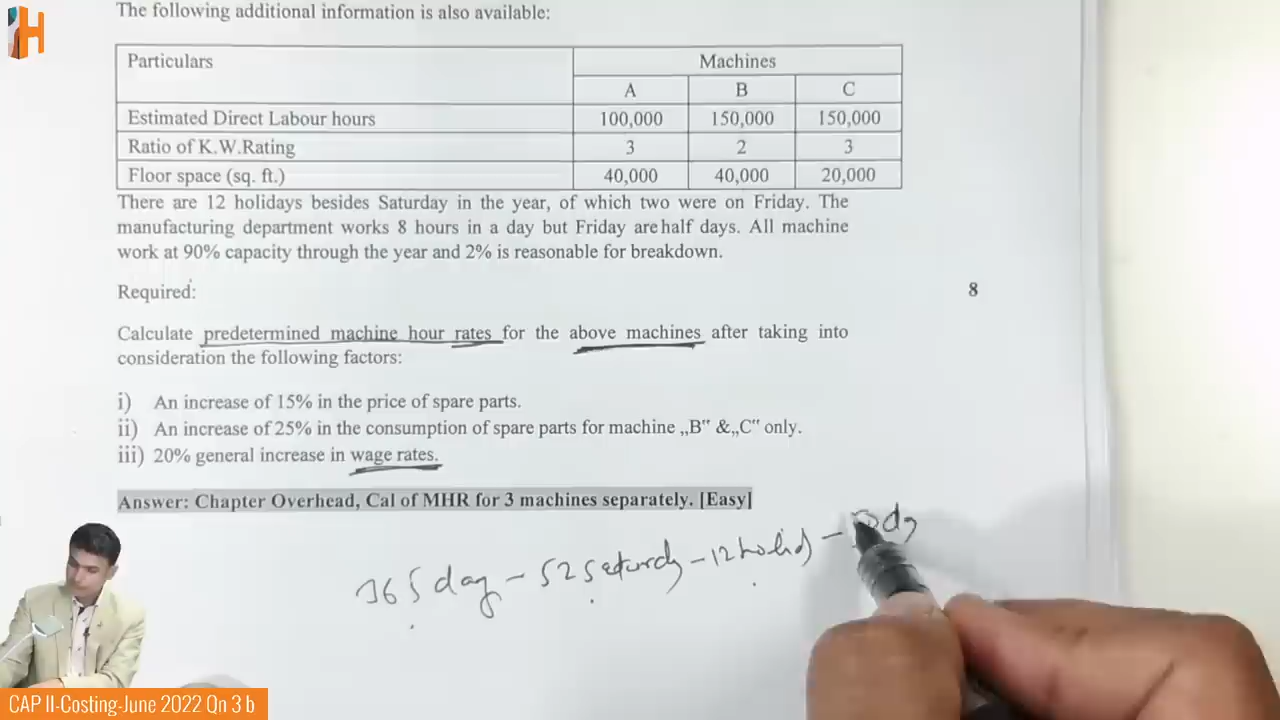 H
The following additional information is also available:
Particulars Machines
A B C
Estimated Direct Labour hours 100,000 150,000 150,000
Ratio of K.W.Rating 3 2 3
Floor space (sq. ft.) 40,000 40,000 20,000
There are 12 holidays besides Saturday in the year, of which two were on Friday. The
manufacturing department works 8 hours in a day but Friday are half days. All machine
work at 90% capacity through the year and 2% is reasonable for breakdown.
Required:
8
Calculate predetermined machine hour rates for the above machines after taking into
consideration the following factors:
i) An increase of 15% in the price of spare parts.
ii) An increase of 25% in the consumption of spare parts for machine „B" &„C" only.
iii) 20% general increase in wage rates.
Answer: Chapter Overhead, Cal of MHR for 3 machines separately. [Easy]
365 day - 52 Saturdy - 12 holid -
CAP II-Costing-June 2022 Qn 3 b